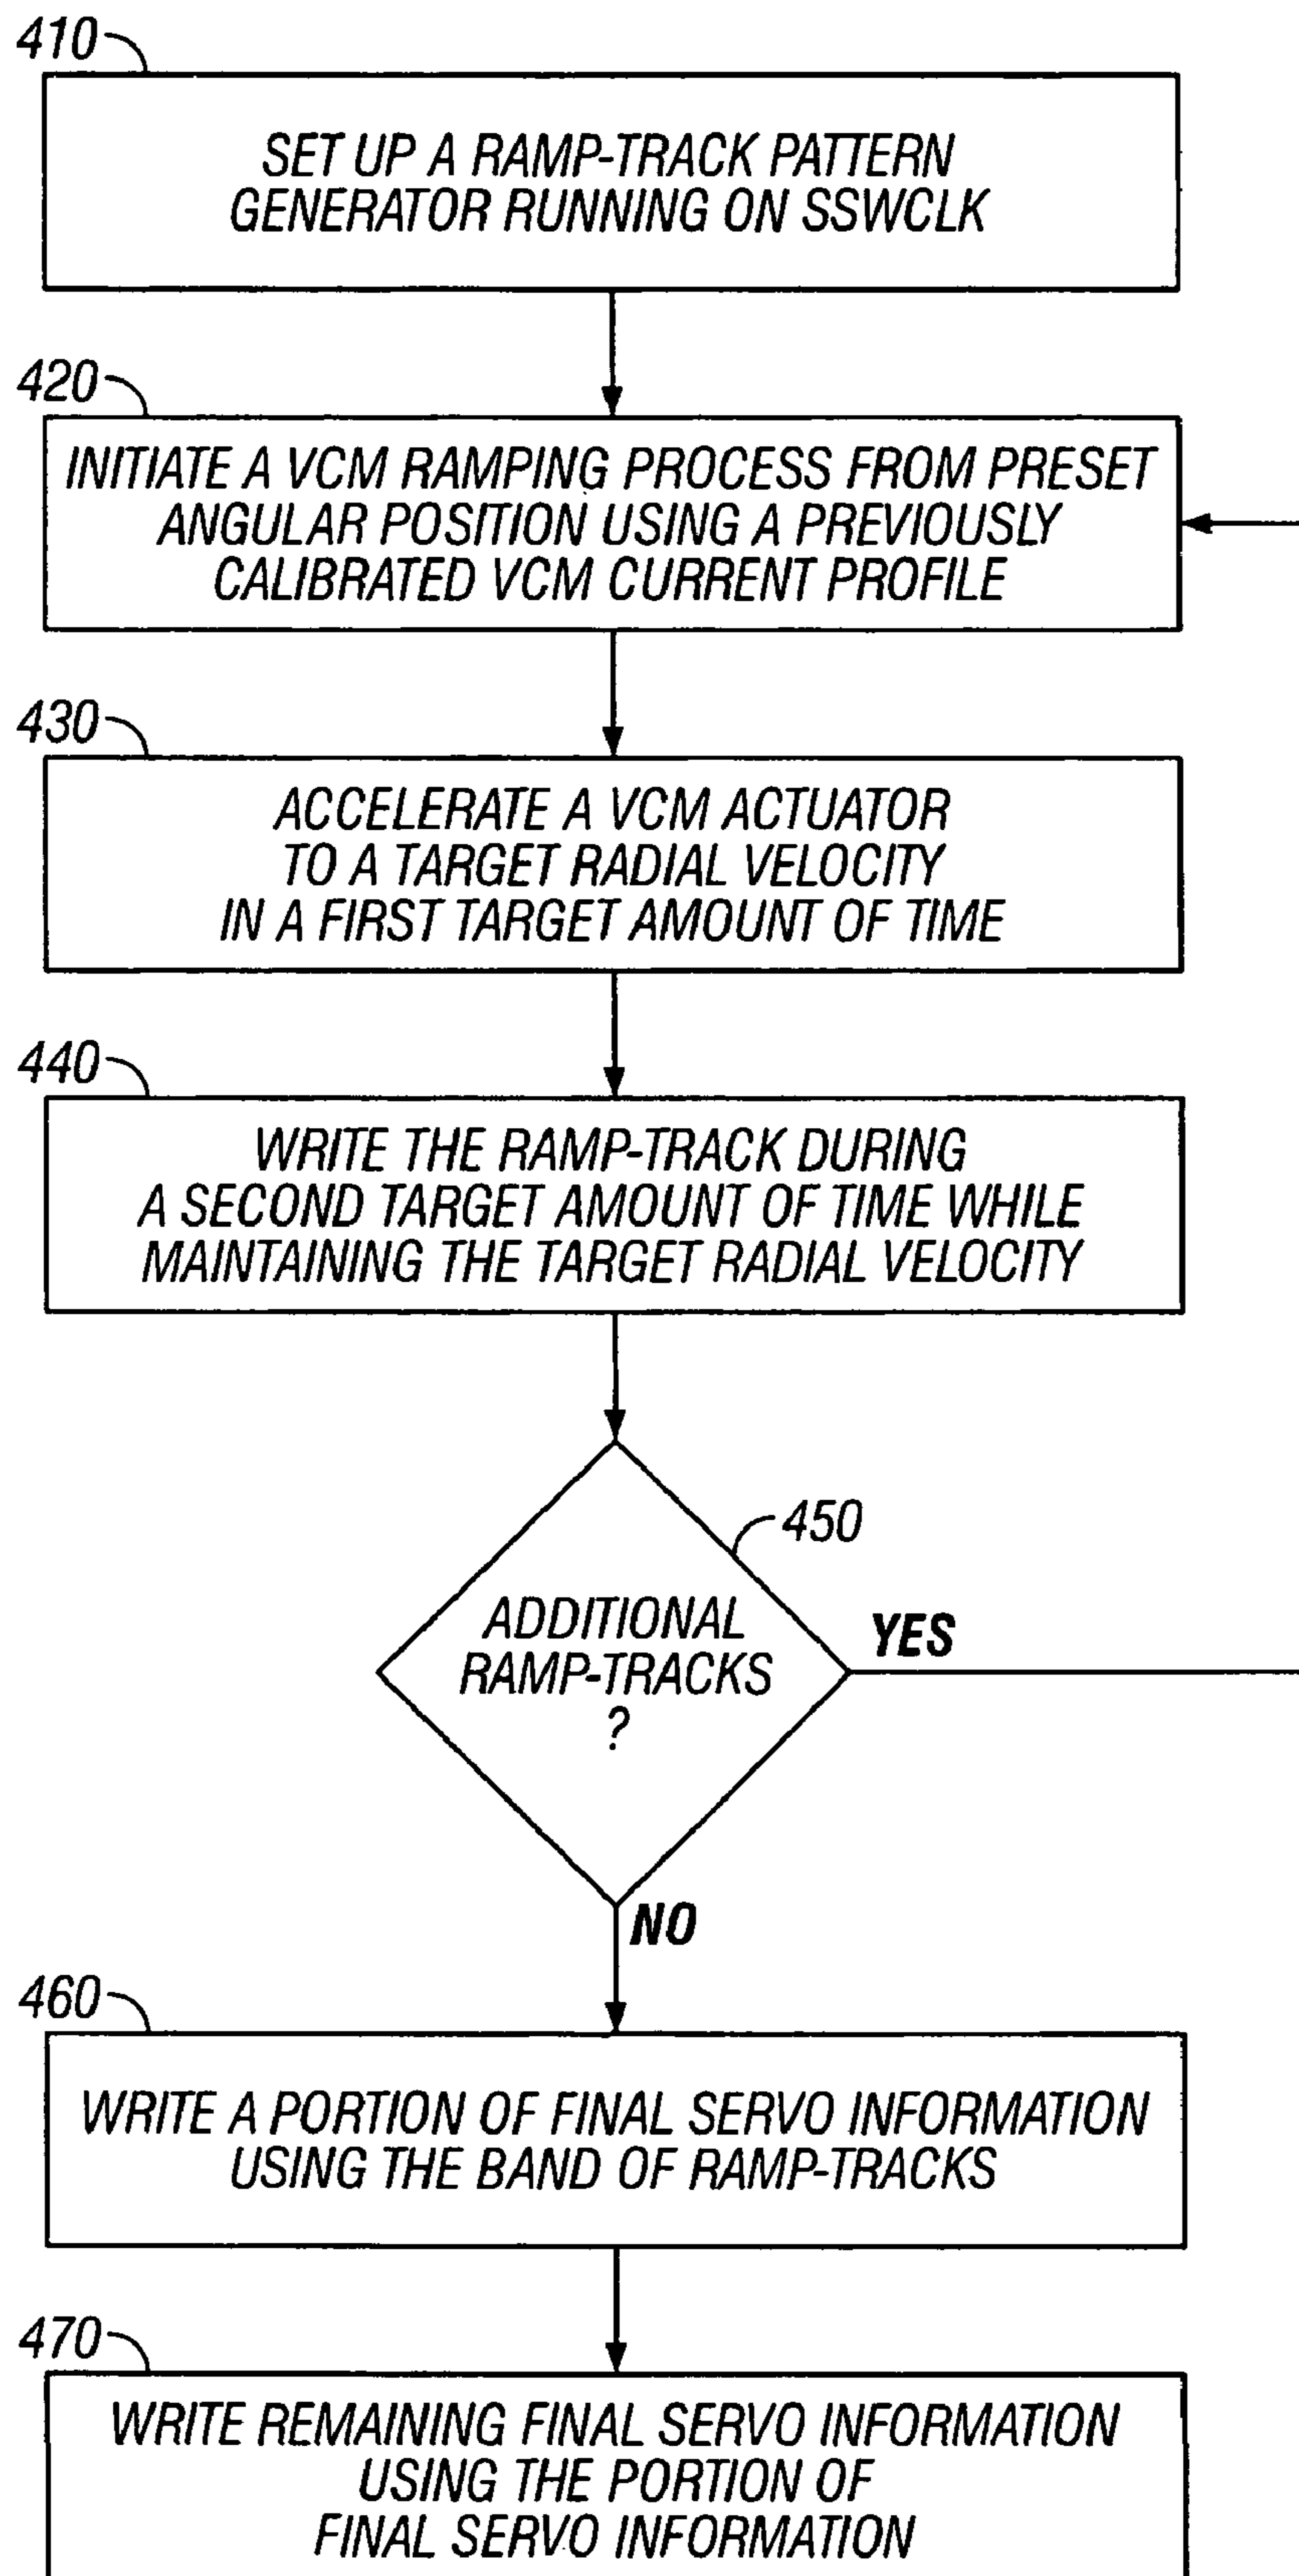 410
SET UP A RAMP-TRACK PATTERN
GENERATOR RUNNING ON SSWCLK
420
INITIATE A VCM RAMPING PROCESS FROM PRESET
ANGULAR POSITION USING A PREVIOUSLY
CALIBRATED VCM CURRENT PROFILE
430
ACCELERATE A VCM ACTUATOR
TO A TARGET RADIAL VELOCITY
IN A FIRST TARGET AMOUNT OF TIME
440
WRITE THE RAMP-TRACK DURING
A SECOND TARGET AMOUNT OF TIME WHILE
MAINTAINING THE TARGET RADIAL VELOCITY
450
ADDITIONAL
RAMP-TRACKS
?
YES
NO
460
WRITE A PORTION OF FINAL SERVO INFORMATION
USING THE BAND OF RAMP-TRACKS
470
WRITE REMAINING FINAL SERVO INFORMATION
USING THE PORTION OF
FINAL SERVO INFORMATION